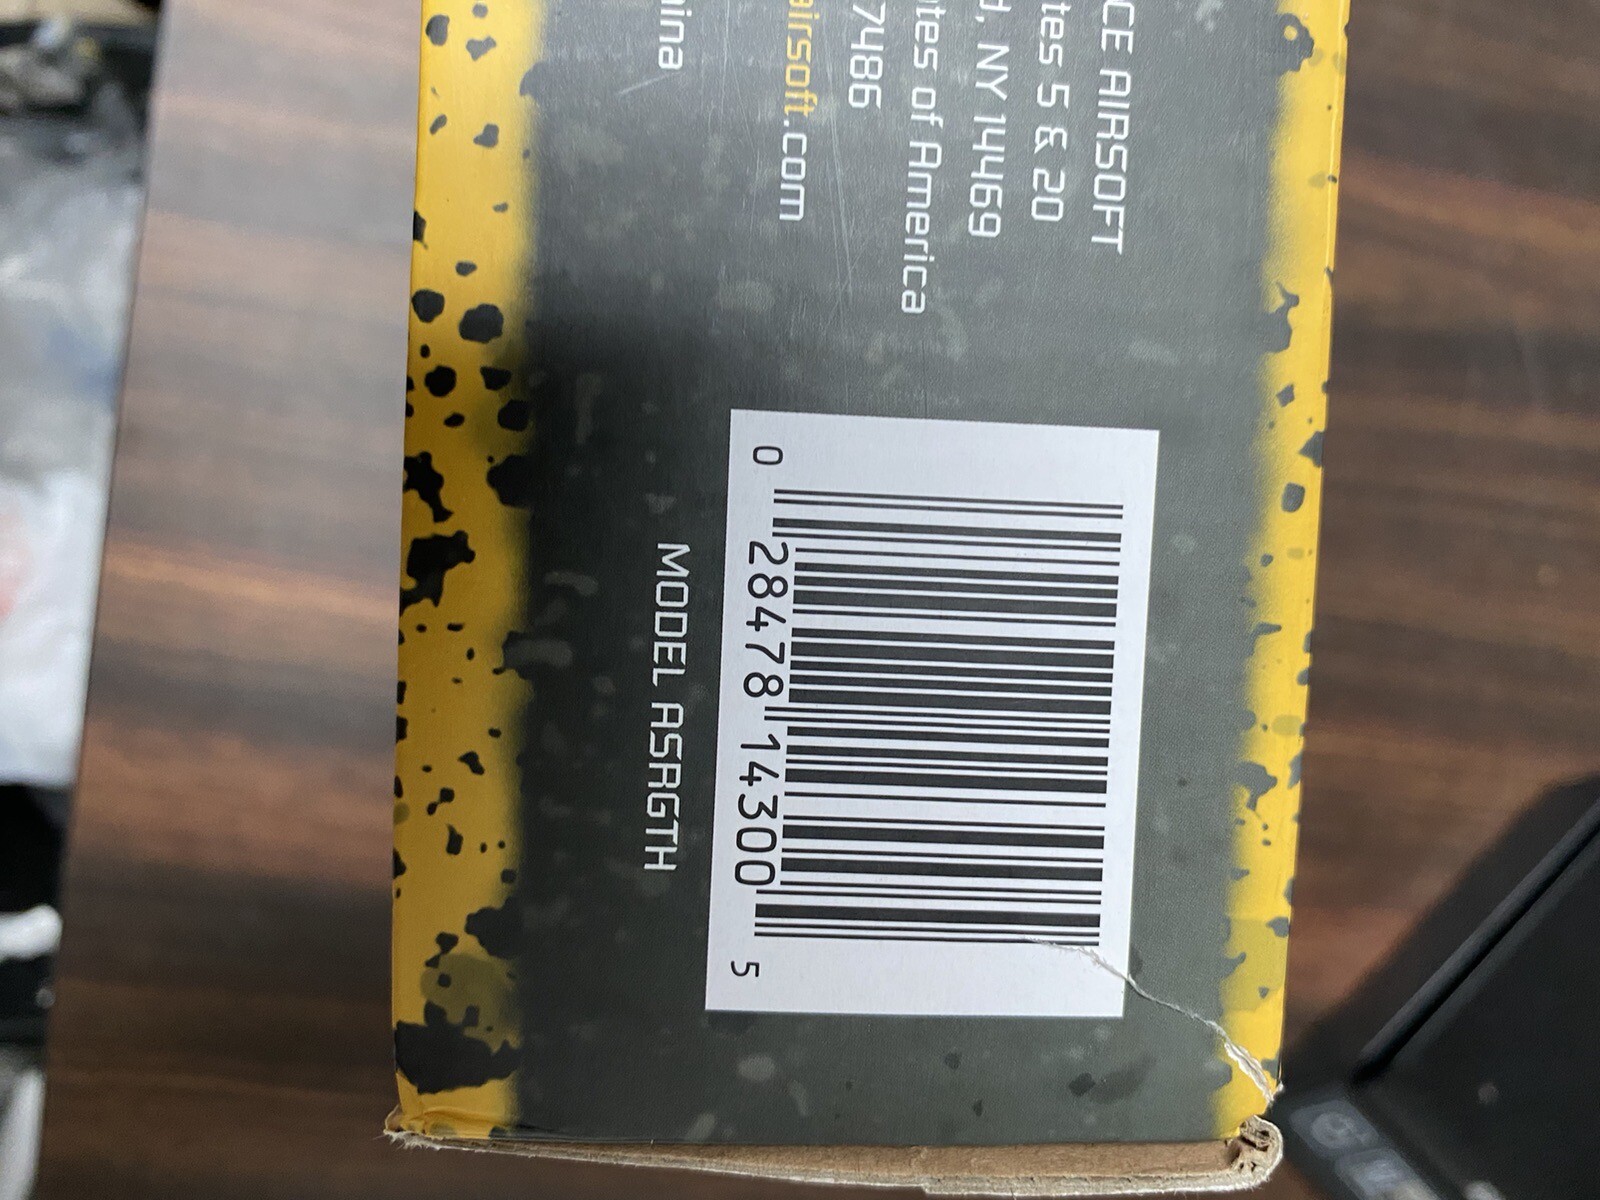 CE AIRSOFT
tes 5 & 20
d, NY 14469
tes of America
7486
airsoft.com
hina
0 28478 14300 5
MODEL ASRGTH